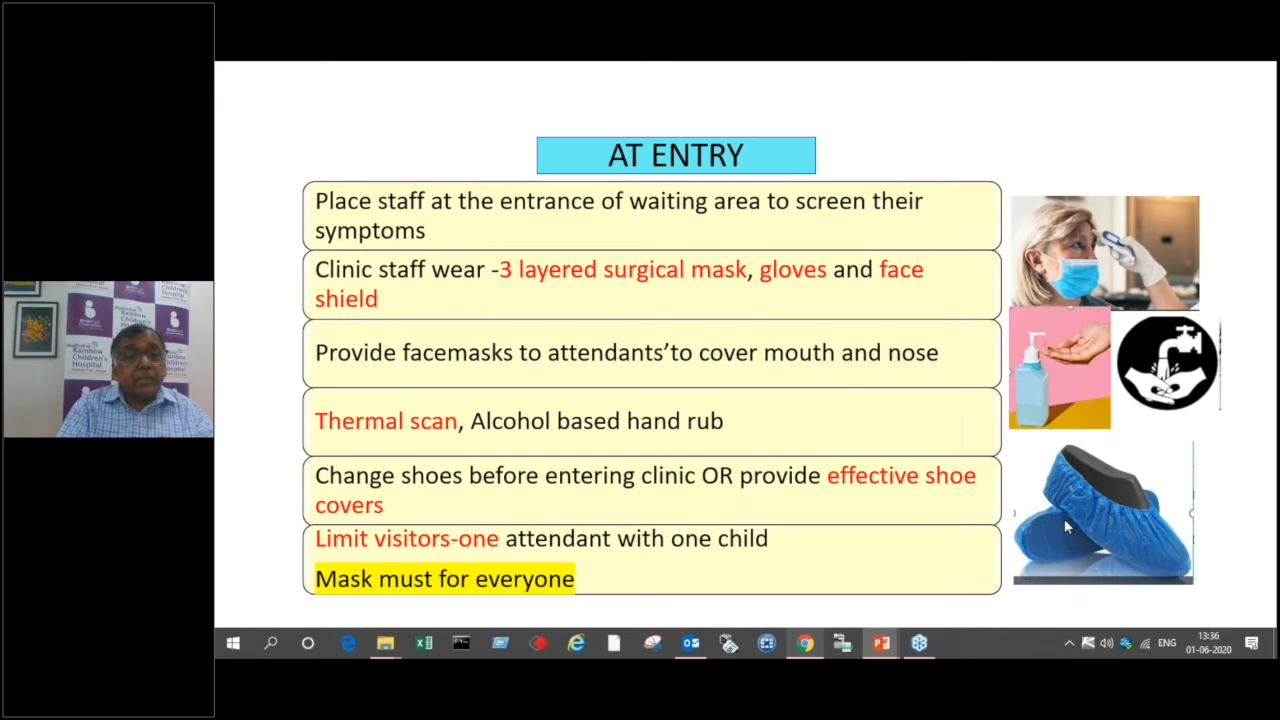 AT ENTRY
Place staff at the entrance of waiting area to screen their
symptoms
Clinic staff wear -3 layered surgical mask, gloves and face
shield
Provide facemasks to attendants’to cover mouth and nose
Thermal scan, Alcohol based hand rub
Change shoes before entering clinic OR provide effective shoe
covers
Limit visitors-one attendant with one child
Mask must for everyone
Rainbow
Children's
Hospital
ENG
13:36
01-06-2020